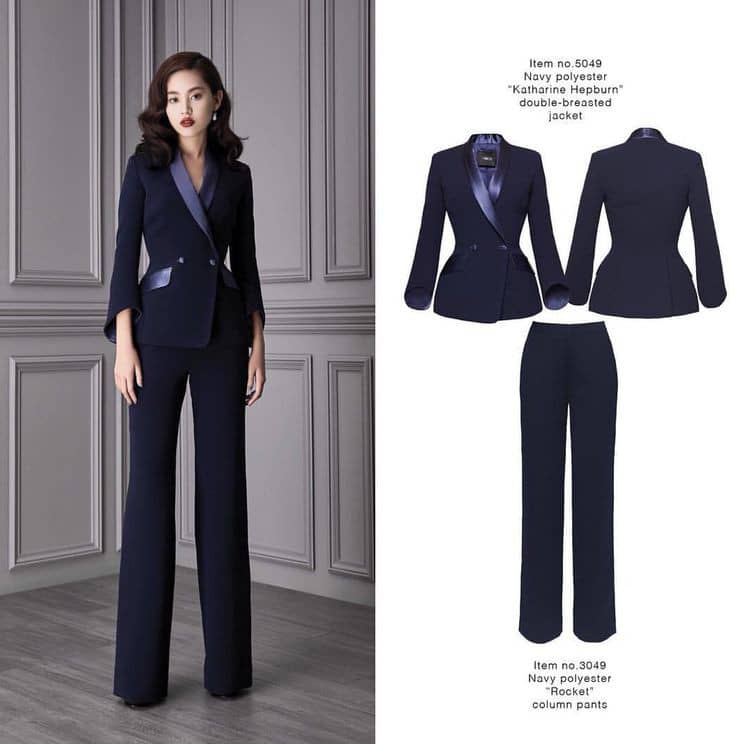 Item no.5049
Navy polyester
"Katharine Hepburn"
double-breasted
jacket
Item no.3049
Navy polyester
"Rocket"
column pants